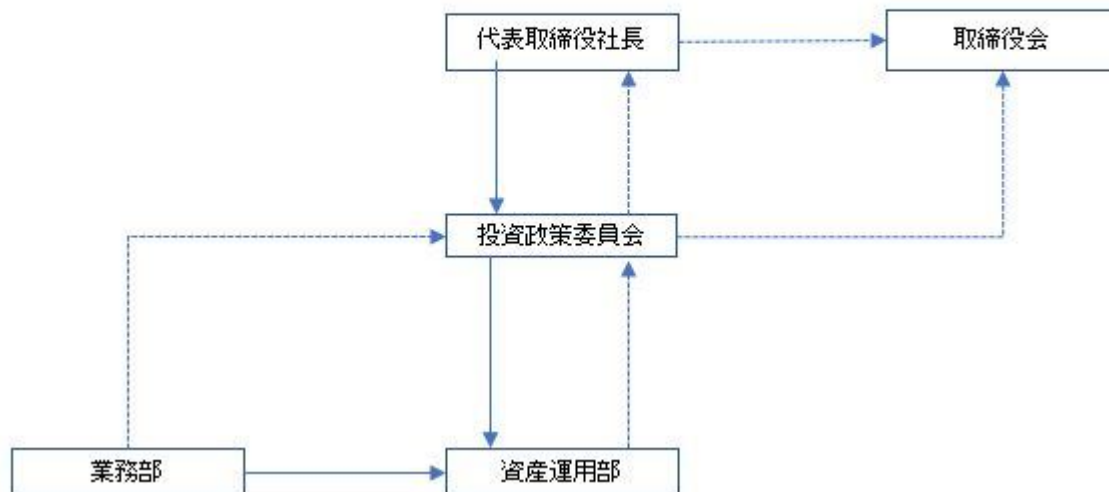 代表取締役社長
取締役会
投資政策委員会
業務部
資産運用部